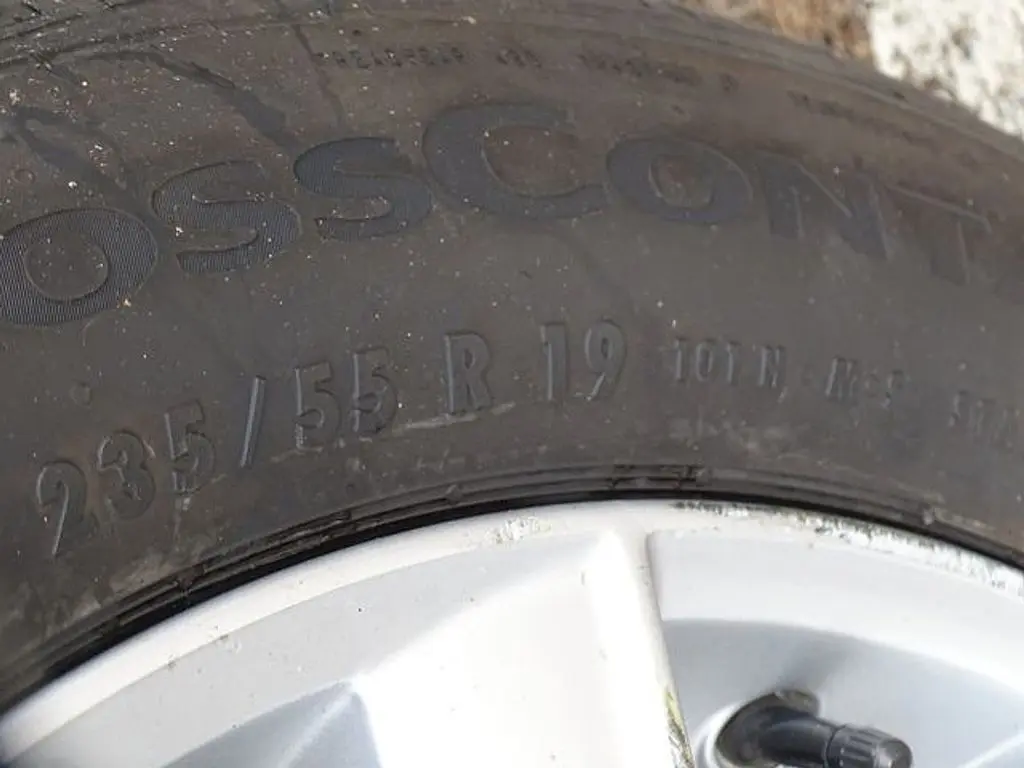 OSSCONT
235/55 R 19 101 H M+S